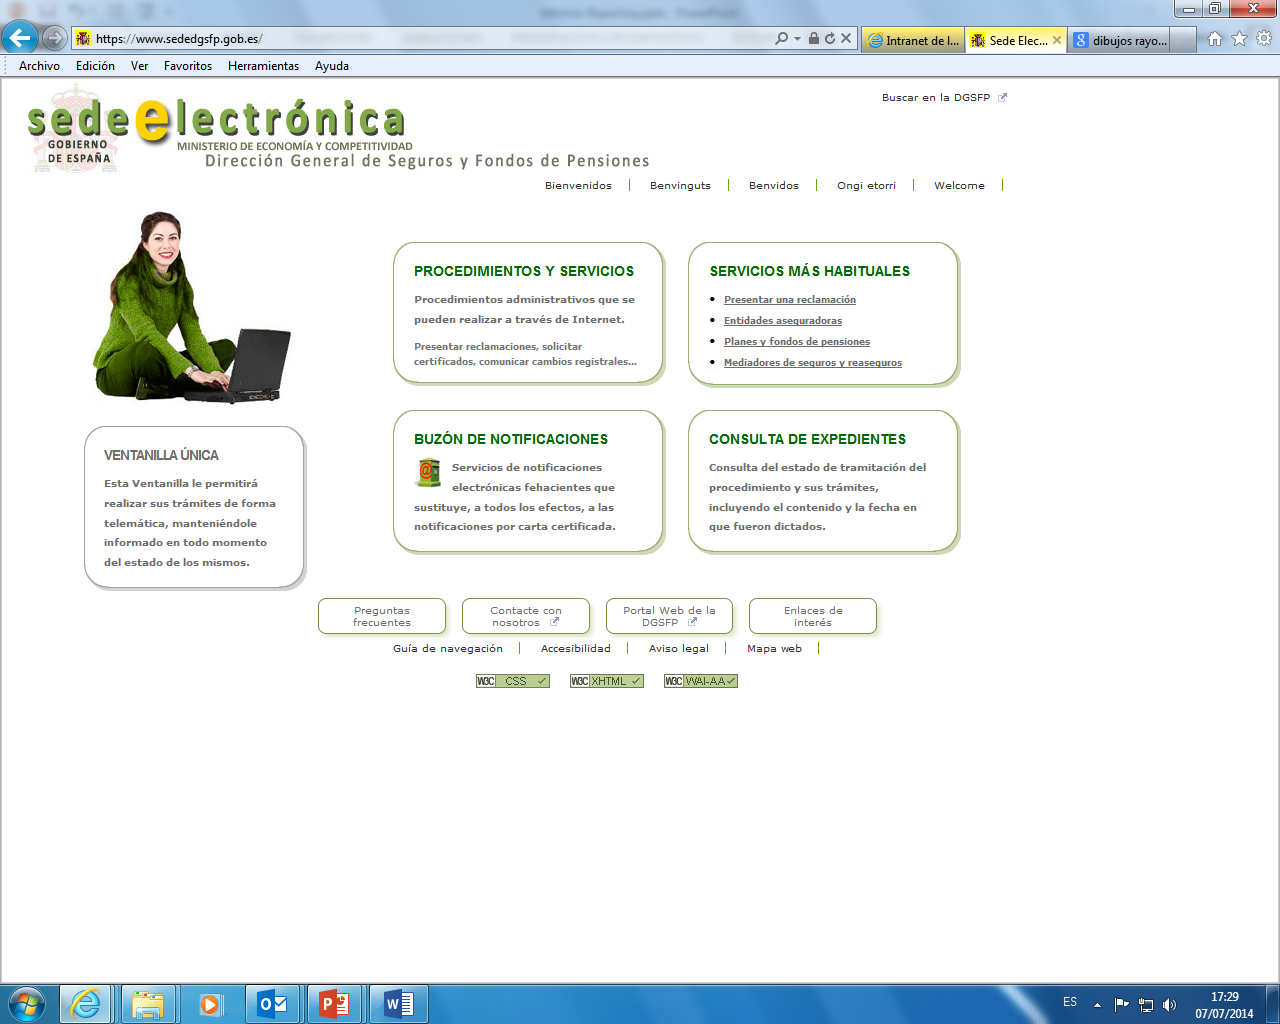 https://www.sededgsfp.gob.es/
Intranet de l...
Sede Elec...
dibujos rayo...
Archivo Edición Ver Favoritos Herramientas Ayuda
sede electrónica
GOBIERNO
DE ESPAÑA
MINISTERIO DE ECONOMÍA Y COMPETITIVIDAD
Dirección General de Seguros y Fondos de Pensiones
Buscar en la DGSFP
Bienvenidos Benvinguts Benvidos Ongi etorri Welcome
PROCEDIMIENTOS Y SERVICIOS
Procedimientos administrativos que se
pueden realizar a través de Internet.
Presentar reclamaciones, solicitar
certificados, comunicar cambios registrales...
SERVICIOS MÁS HABITUALES
Presentar una reclamación
Entidades aseguradoras
Planes y fondos de pensiones
Mediadores de seguros y reaseguros
VENTANILLA ÚNICA
Esta Ventanilla le permitirá
realizar sus trámites de forma
telemática, manteniéndole
informado en todo momento
del estado de los mismos.
BUZÓN DE NOTIFICACIONES
@
Servicios de notificaciones
electrónicas fehacientes que
sustituye, a todos los efectos, a las
notificaciones por carta certificada.
CONSULTA DE EXPEDIENTES
Consulta del estado de tramitación del
procedimiento y sus trámites,
incluyendo el contenido y la fecha en
que fueron dictados.
Preguntas
frecuentes
Contacte con
nosotros
Portal Web de la
DGSFP
Enlaces de
interés
Guía de navegación Accesibilidad Aviso legal Mapa web
W3C CSS W3C XHTML W3C WAI-AA
ES
17:29
07/07/2014